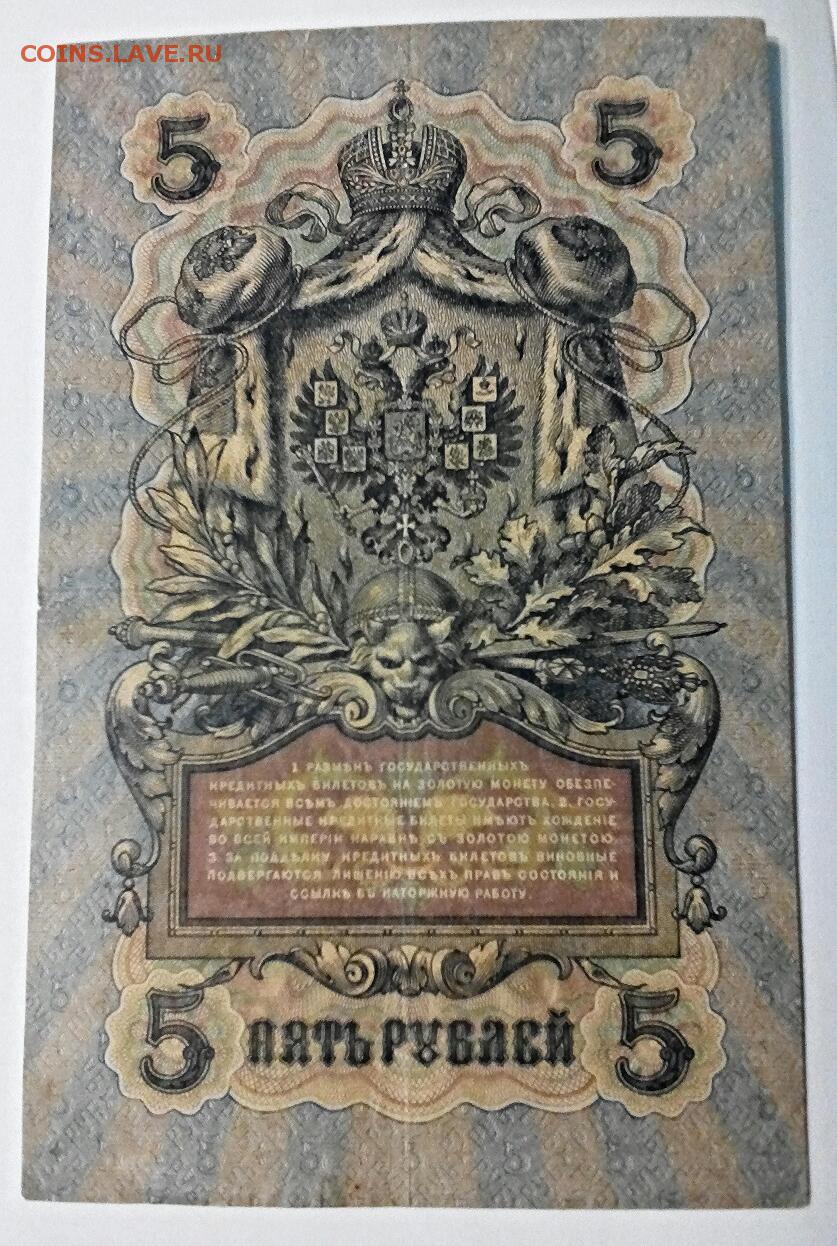 COINS.LAVE.RU
5 5
1 РАЗМѢНЪ ГОСУДАРСТВЕННЫХЪ
КРЕДИТНЫХЪ БИЛЕТОВЪ НА ЗОЛОТУЮ МОНЕТУ ОБЕЗПЕ-
ЧИВАЕТСЯ ВСѢМЪ ДОСТОЯНІЕМЪ ГОСУДАРСТВА. 2. ГОСУ-
ДАРСТВЕННЫЕ КРЕДИТНЫЕ БИЛЕТЫ ИМѢЮТЪ ХОЖДЕНІЕ
ВО ВСЕЙ ИМПЕРІИ НАРАВНѢ СЪ ЗОЛОТОЮ МОНЕТОЮ.
3. ЗА ПОДДѢЛКУ КРЕДИТНЫХЪ БИЛЕТОВЪ ВИНОВНЫЕ
ПОДВЕРГАЮТСЯ ЛИШЕНІЮ ВСѢХЪ ПРАВЪ СОСТОЯНІЯ И
ССЫЛКѢ ВЪ КАТОРЖНУЮ РАБОТУ.
5 ПЯТЬ РУБЛЕЙ 5